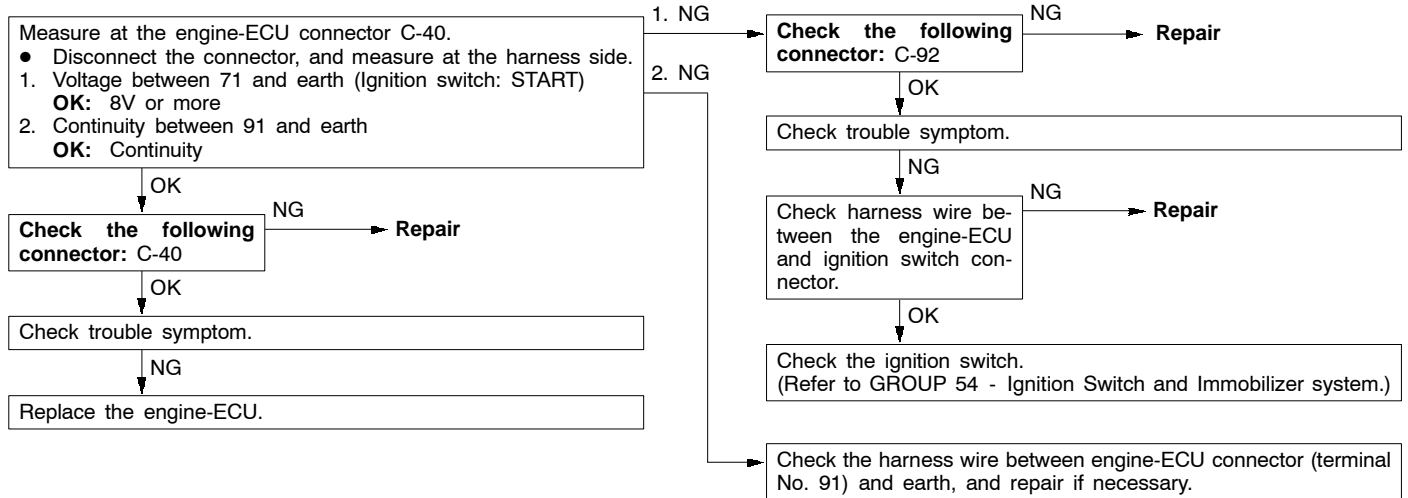 Measure at the engine-ECU connector C-40.
● Disconnect the connector, and measure at the harness side.
1. Voltage between 71 and earth (Ignition switch: START)
OK: 8V or more
2. Continuity between 91 and earth
OK: Continuity
OK
Check the following
connector: C-40
NG
Repair
OK
Check trouble symptom.
NG
Replace the engine-ECU.
1. NG
2. NG
Check the following
connector: C-92
NG
Repair
OK
Check trouble symptom.
NG
Check harness wire be-
tween the engine-ECU
and ignition switch con-
nector.
NG
Repair
OK
Check the ignition switch.
(Refer to GROUP 54 - Ignition Switch and Immobilizer system.)
Check the harness wire between engine-ECU connector (terminal
No. 91) and earth, and repair if necessary.